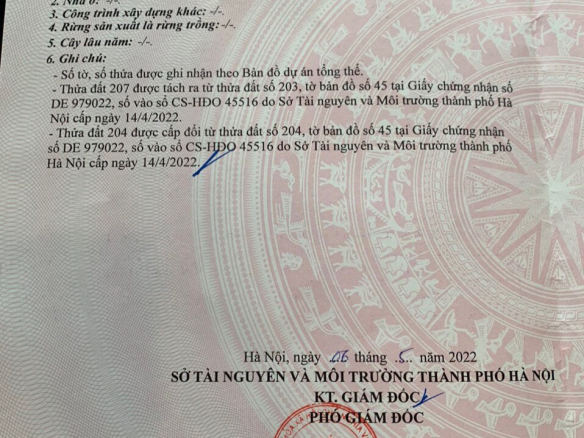 2. Nhà ở: -/-.
3. Công trình xây dựng khác: -/-.
4. Rừng sản xuất là rừng trồng: -/-.
5. Cây lâu năm: -/-.
6. Ghi chú:
- Số tờ, số thửa được ghi nhận theo Bản đồ dự án tổng thể.
- Thửa đất 207 được tách ra từ thửa đất số 203, tờ bản đồ số 45 tại Giấy chứng nhận số
DE 979022, số vào sổ CS-HĐO 45516 do Sở Tài nguyên và Môi trường thành phố Hà
Nội cấp ngày 14/4/2022.
- Thửa đất 204 được cấp đổi từ thửa đất số 204, tờ bản đồ số 45 tại Giấy chứng nhận
số DE 979022, số vào sổ CS-HĐO 45516 do Sở Tài nguyên và Môi trường thành phố
Hà Nội cấp ngày 14/4/2022.
Hà Nội, ngày 06 tháng 5 năm 2022
SỞ TÀI NGUYÊN VÀ MÔI TRƯỜNG THÀNH PHỐ HÀ NỘI
KT. GIÁM ĐỐC
PHÓ GIÁM ĐỐC